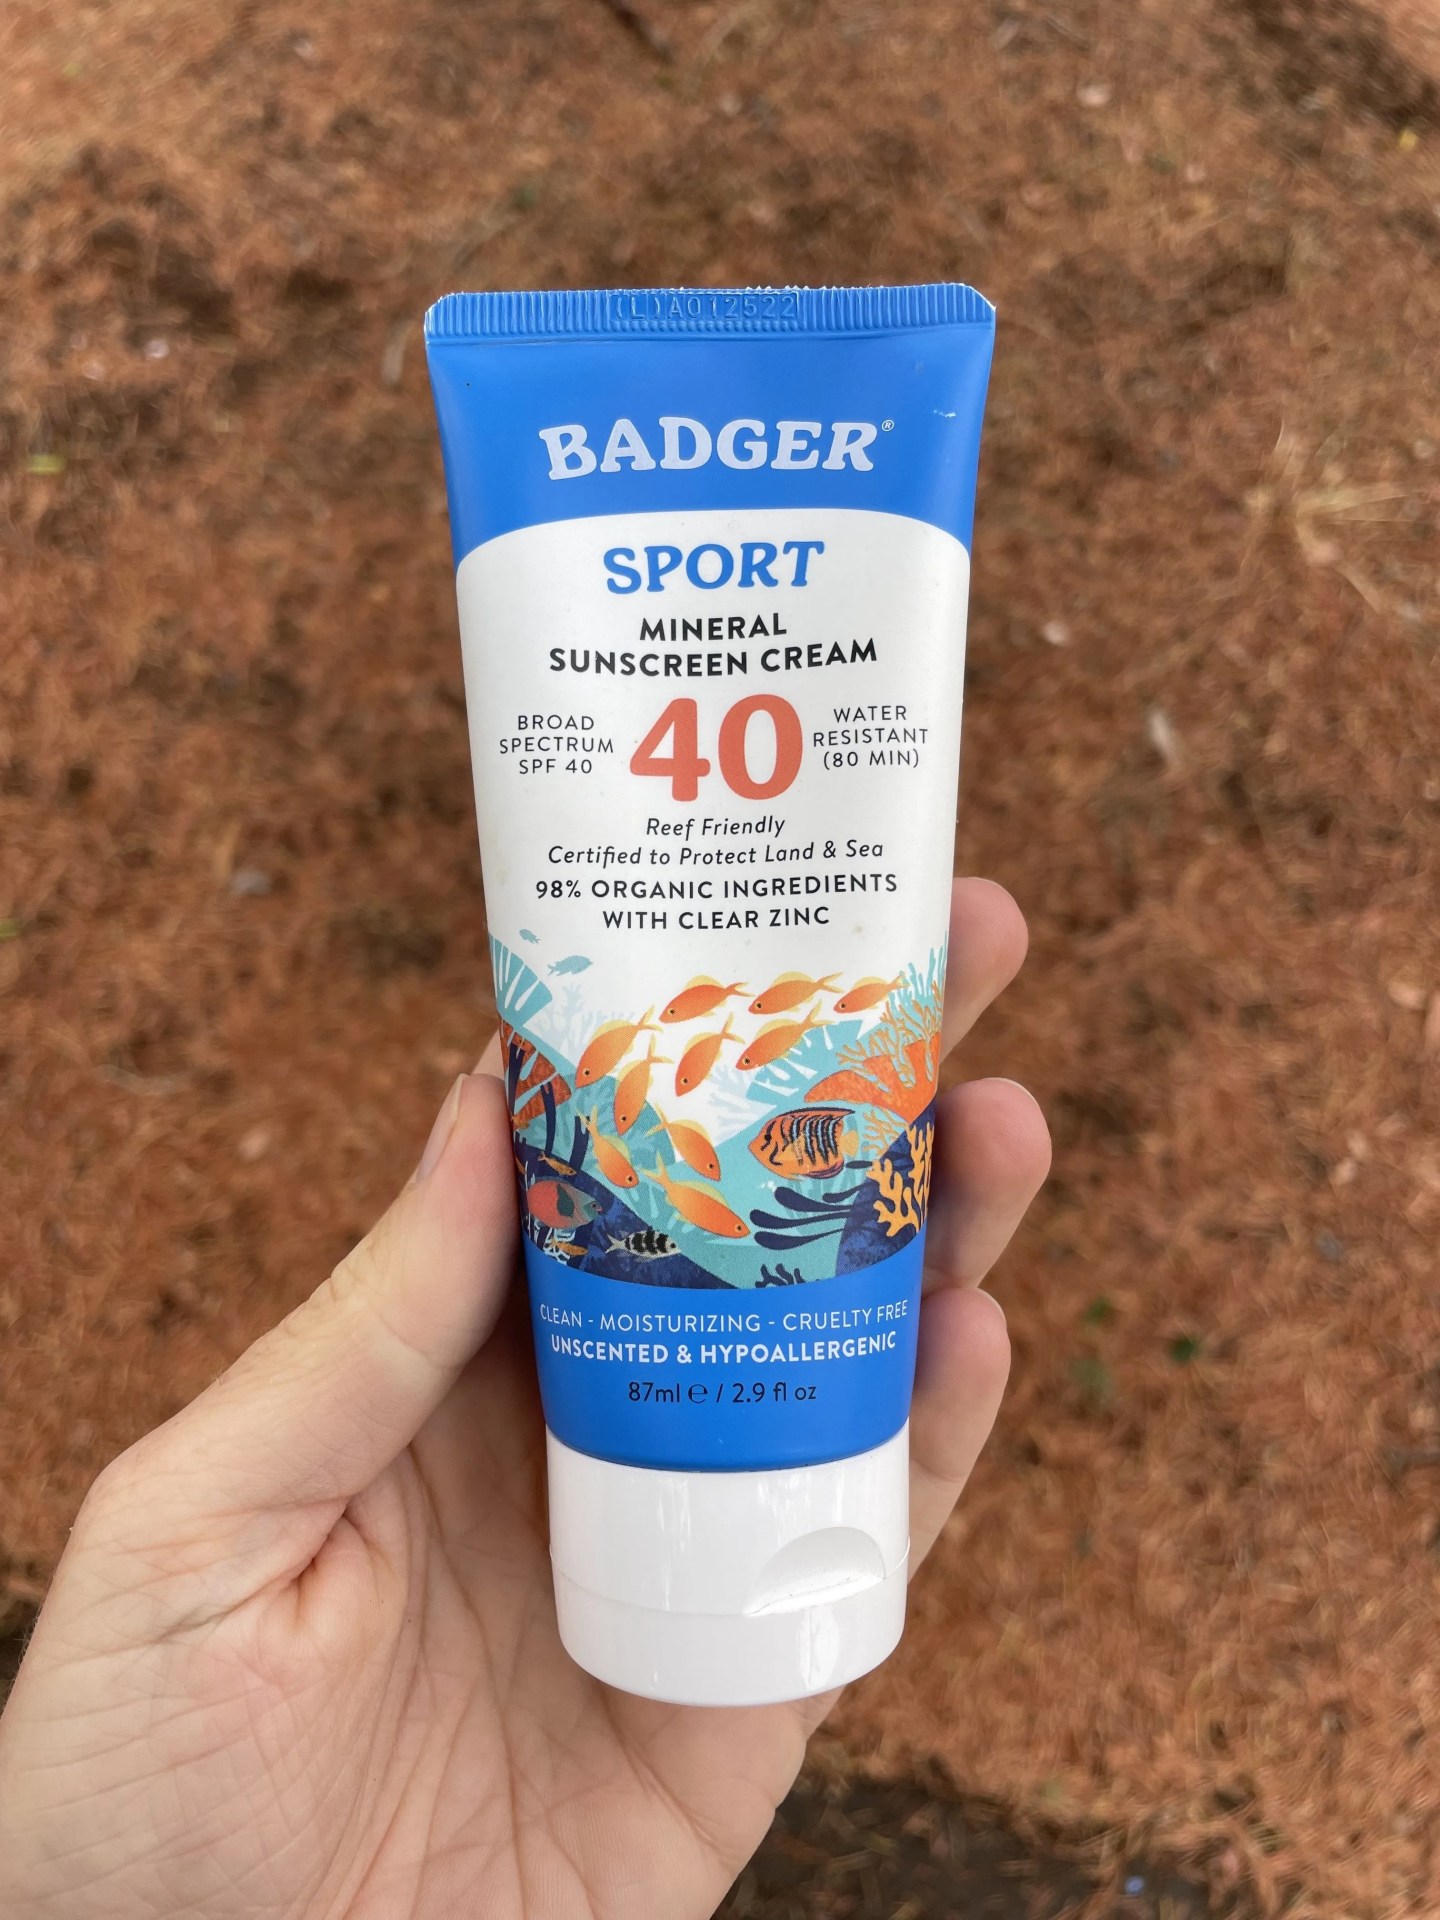 (L)A012522
BADGER®
SPORT
MINERAL
SUNSCREEN CREAM
BROAD
SPECTRUM
SPF 40
40
WATER
RESISTANT
(80 MIN)
Reef Friendly
Certified to Protect Land & Sea
98% ORGANIC INGREDIENTS
WITH CLEAR ZINC
CLEAN - MOISTURIZING - CRUELTY FREE
UNSCENTED & HYPOALLERGENIC
87ml ℮ / 2.9 fl oz